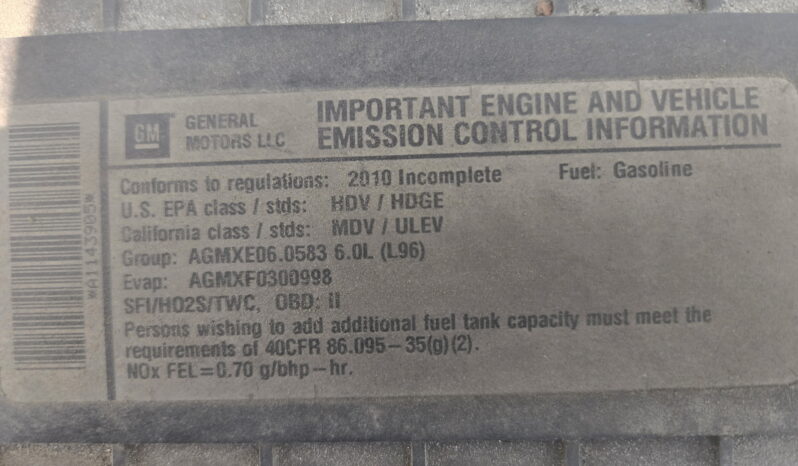 GM
GENERAL MOTORS LLC
IMPORTANT ENGINE AND VEHICLE
EMISSION CONTROL INFORMATION
Conforms to regulations: 2010 Incomplete Fuel: Gasoline
U.S. EPA class / stds: HDV / HDGE
California class / stds: MDV / ULEV
Group: AGMXE06.0583 6.0L (L96)
Evap: AGMXF0300998
SFI/HO2S/TWC, OBD: II
Persons wishing to add additional fuel tank capacity must meet the
requirements of 40CFR 86.095-35(g)(2).
NOx FEL=0.70 g/bhp-hr.
*A1143905*